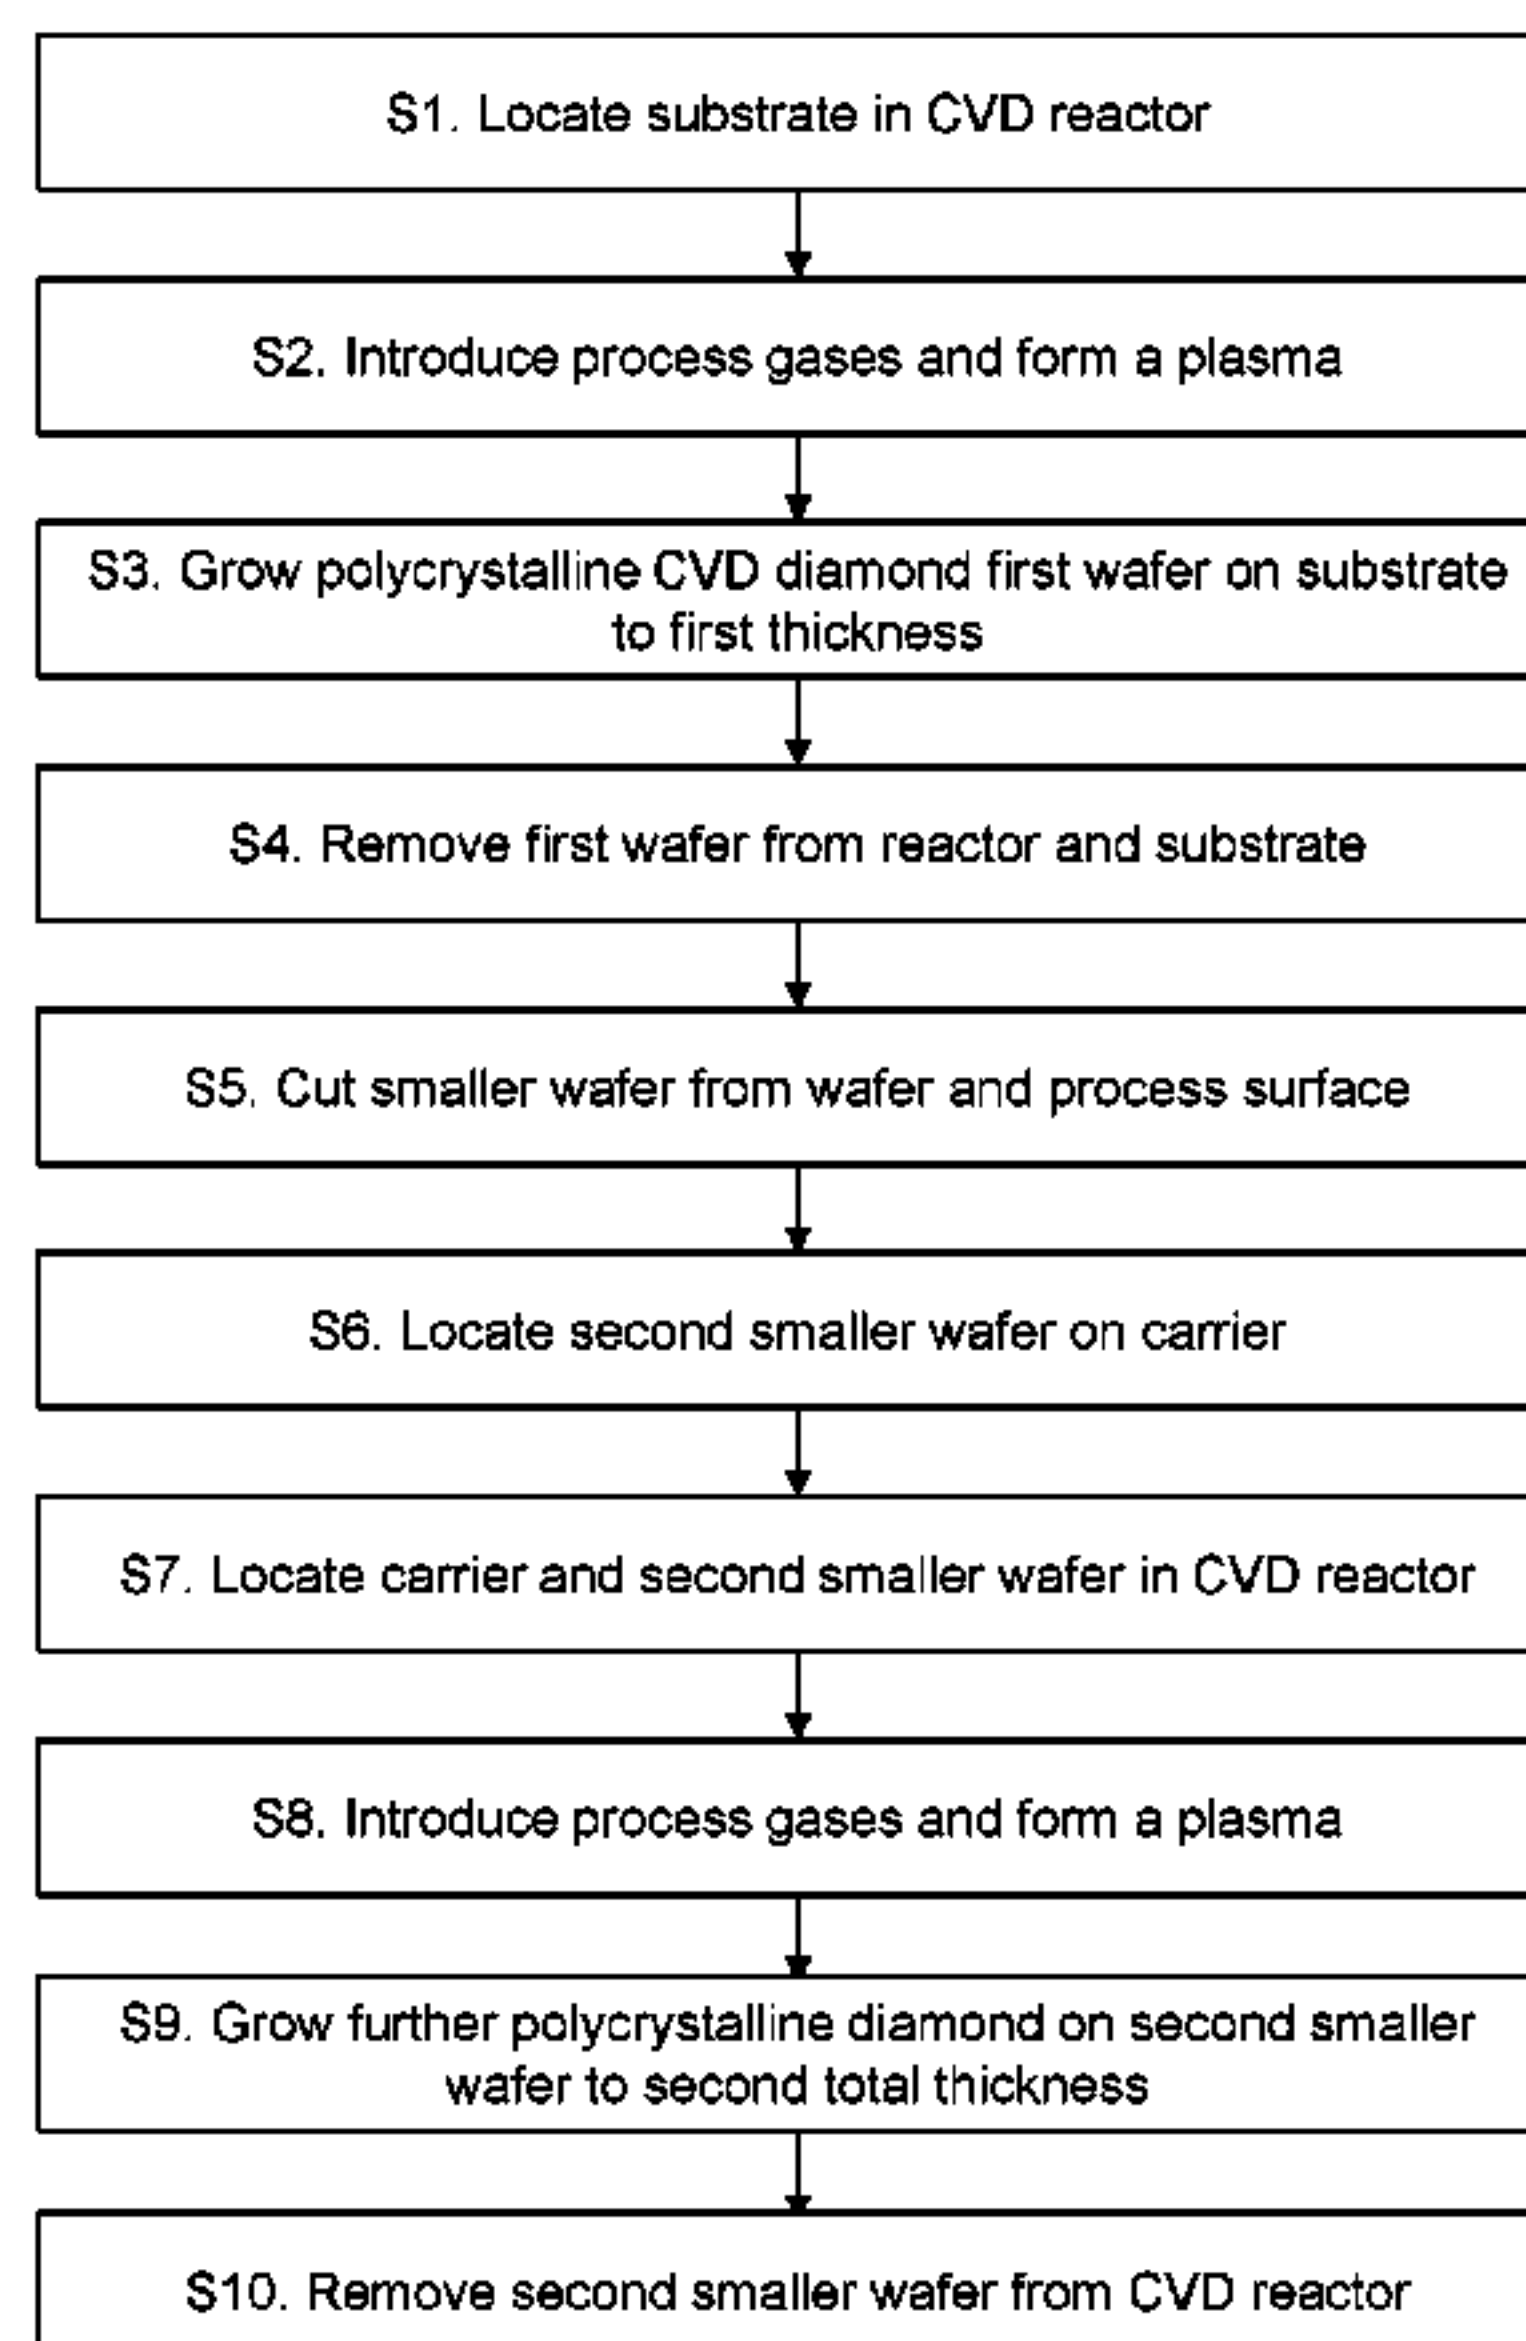 S1. Locate substrate in CVD reactor
S2. Introduce process gases and form a plasma
S3. Grow polycrystalline CVD diamond first wafer on substrate
to first thickness
S4. Remove first wafer from reactor and substrate
S5. Cut smaller wafer from wafer and process surface
S6. Locate second smaller wafer on carrier
S7. Locate carrier and second smaller wafer in CVD reactor
S8. Introduce process gases and form a plasma
S9. Grow further polycrystalline diamond on second smaller
wafer to second total thickness
S10. Remove second smaller wafer from CVD reactor